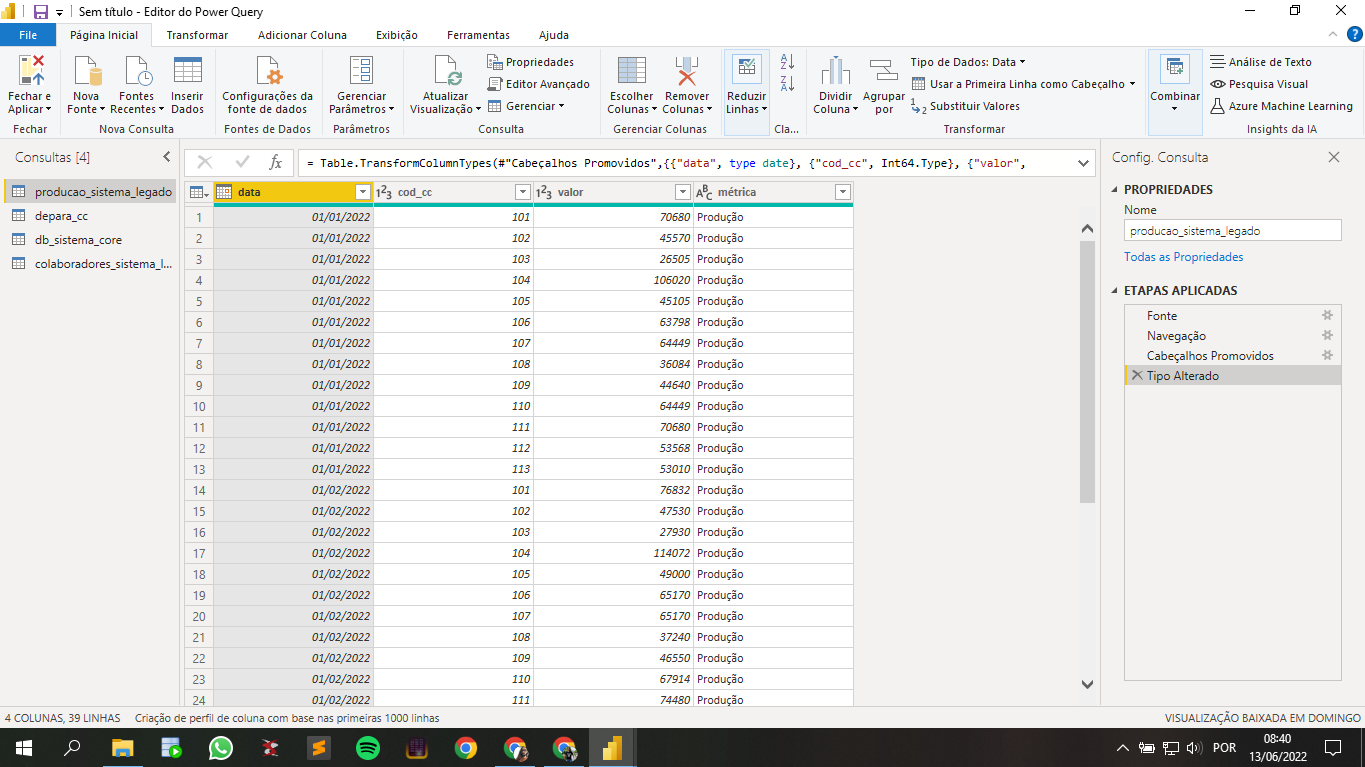 Sem título - Editor do Power Query
File Página Inicial Transformar Adicionar Coluna Exibição Ferramentas Ajuda
Fechar e Aplicar
Fechar
Nova Fonte
Fontes Recentes
Inserir Dados
Nova Consulta
Configurações da fonte de dados
Fontes de Dados
Gerenciar Parâmetros
Parâmetros
Atualizar Visualização
Propriedades
Editor Avançado
Gerenciar
Consulta
Escolher Colunas
Remover Colunas
Gerenciar Colunas
Reduzir Linhas
Cla...
Dividir Coluna
Agrupar por
Tipo de Dados: Data
Usar a Primeira Linha como Cabeçalho
Substituir Valores
Transformar
Combinar
Análise de Texto
Pesquisa Visual
Azure Machine Learning
Insights da IA
Consultas [4]
producao_sistema_legado
depara_cc
db_sistema_core
colaboradores_sistema_l...
= Table.TransformColumnTypes(#"Cabeçalhos Promovidos",{{"data", type date}, {"cod_cc", Int64.Type}, {"valor",
data cod_cc valor métrica
1 01/01/2022 101 70680 Produção
2 01/01/2022 102 45570 Produção
3 01/01/2022 103 26505 Produção
4 01/01/2022 104 106020 Produção
5 01/01/2022 105 45105 Produção
6 01/01/2022 106 63798 Produção
7 01/01/2022 107 64449 Produção
8 01/01/2022 108 36084 Produção
9 01/01/2022 109 44640 Produção
10 01/01/2022 110 64449 Produção
11 01/01/2022 111 70680 Produção
12 01/01/2022 112 53568 Produção
13 01/01/2022 113 53010 Produção
14 01/02/2022 101 76832 Produção
15 01/02/2022 102 47530 Produção
16 01/02/2022 103 27930 Produção
17 01/02/2022 104 114072 Produção
18 01/02/2022 105 49000 Produção
19 01/02/2022 106 65170 Produção
20 01/02/2022 107 65170 Produção
21 01/02/2022 108 37240 Produção
22 01/02/2022 109 46550 Produção
23 01/02/2022 110 67914 Produção
24 01/02/2022 111 74480 Produção
Config. Consulta
PROPRIEDADES
Nome
producao_sistema_legado
Todas as Propriedades
ETAPAS APLICADAS
Fonte
Navegação
Cabeçalhos Promovidos
Tipo Alterado
4 COLUNAS, 39 LINHAS Criação de perfil de coluna com base nas primeiras 1000 linhas
VISUALIZAÇÃO BAIXADA EM DOMINGO
POR
08:40
13/06/2022